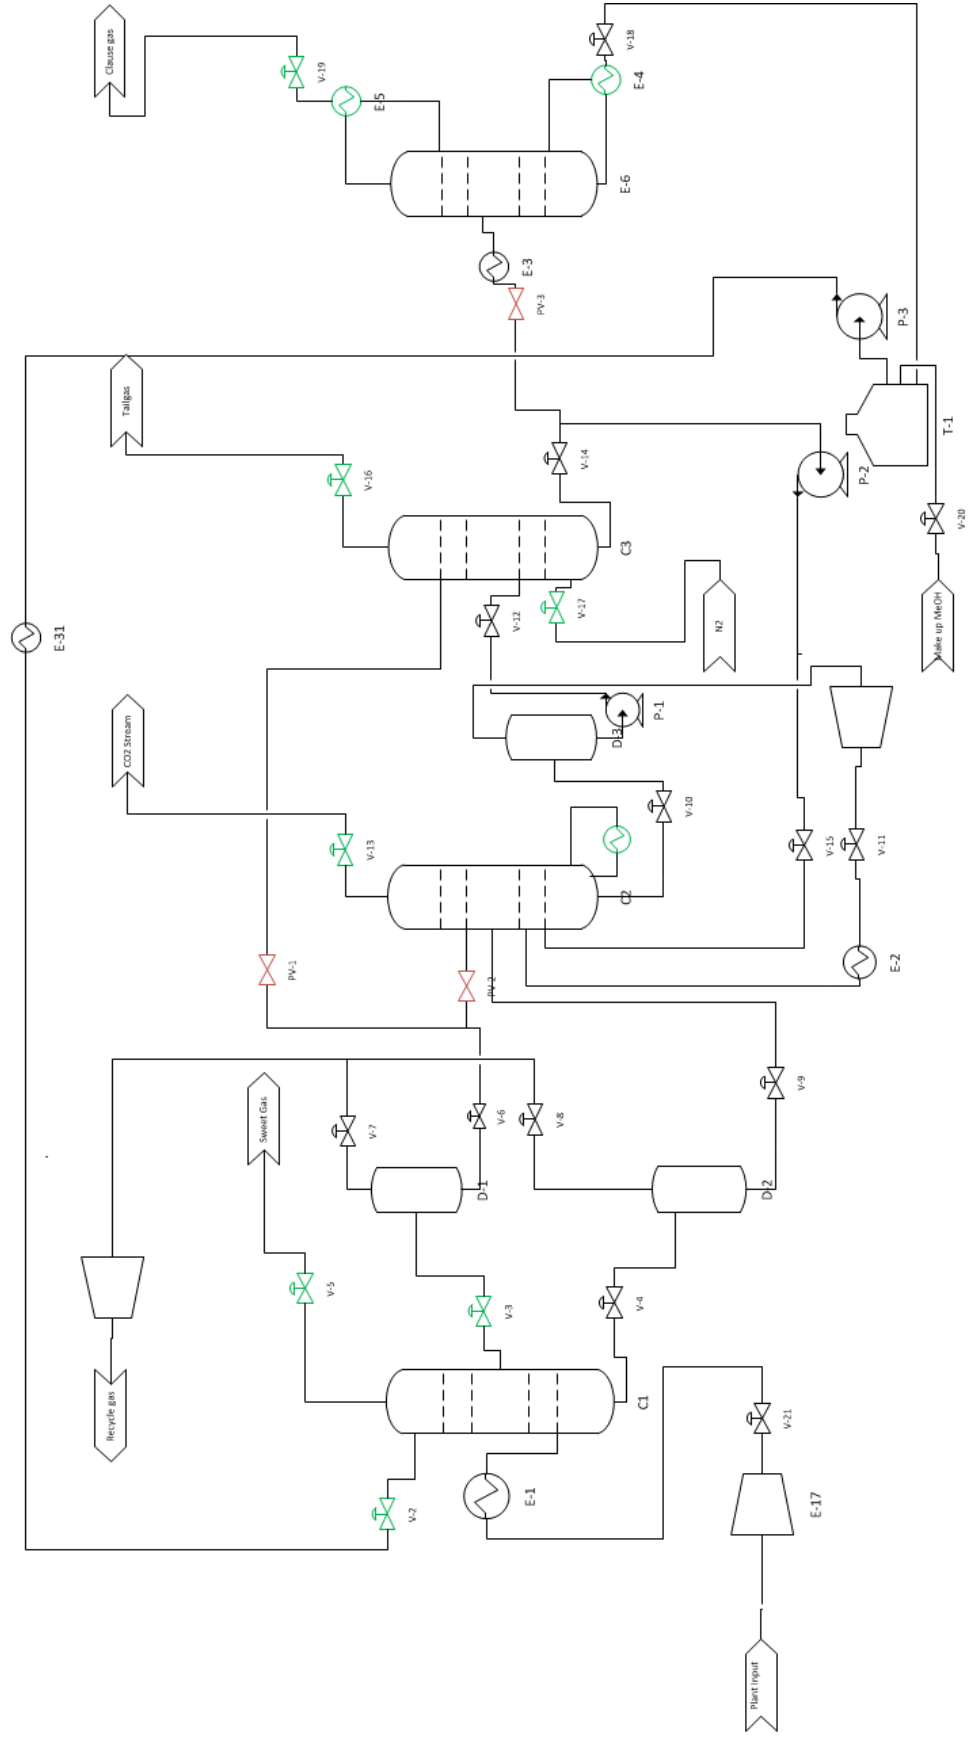 Clause gas
V-19
E-5
V-18
E-4
E-6
E-3
PV-3
Tailgas
V-16
V-14
C3
V-12
V-17
N2
P-3
P-2
T-1
V-20
Make up MeOH
E-31
CO2 Stream
V-13
C2
D-3
P-1
V-10
V-15
V-11
E-2
PV-1
PV-2
Sweet Gas
V-7
V-6
V-8
V-9
D-1
D-2
V-5
V-3
V-4
Recycle gas
C1
V-2
E-1
V-21
E-17
Plant input